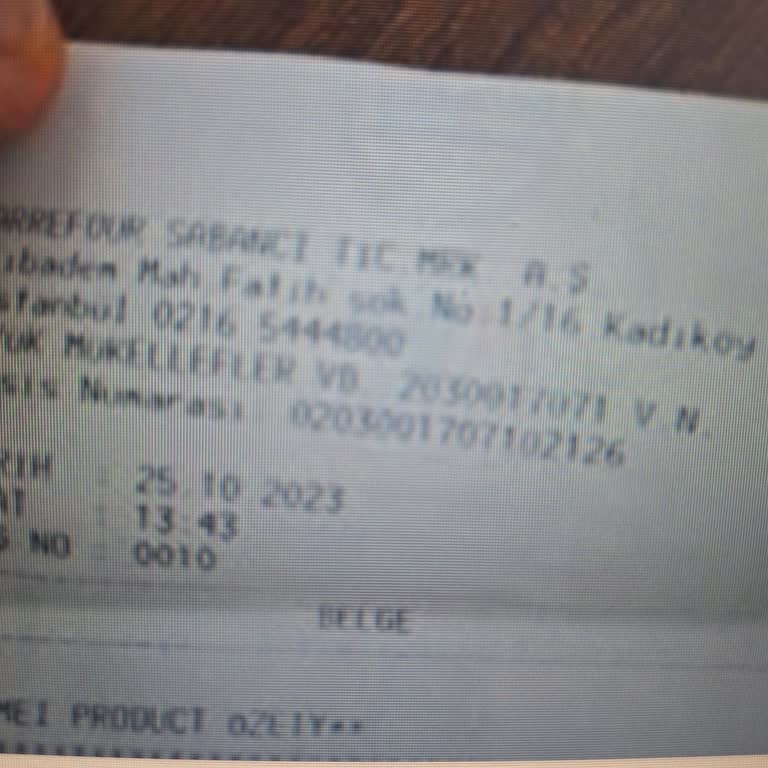 ARREFOUR SABANCI TIC.MRK. A.S
ıbadem Mah.Fatih sok.No:1/16 Kadıkoy
stanbul 0216 5444800
YUK MUKELLEFLER VD. 2030017071 V.N.
sis Numarası 0203001707102126
RIH : 25.10.2023
AT : 13:43
S NO : 0010
BELGE
MEI PRODUCT oZETY**